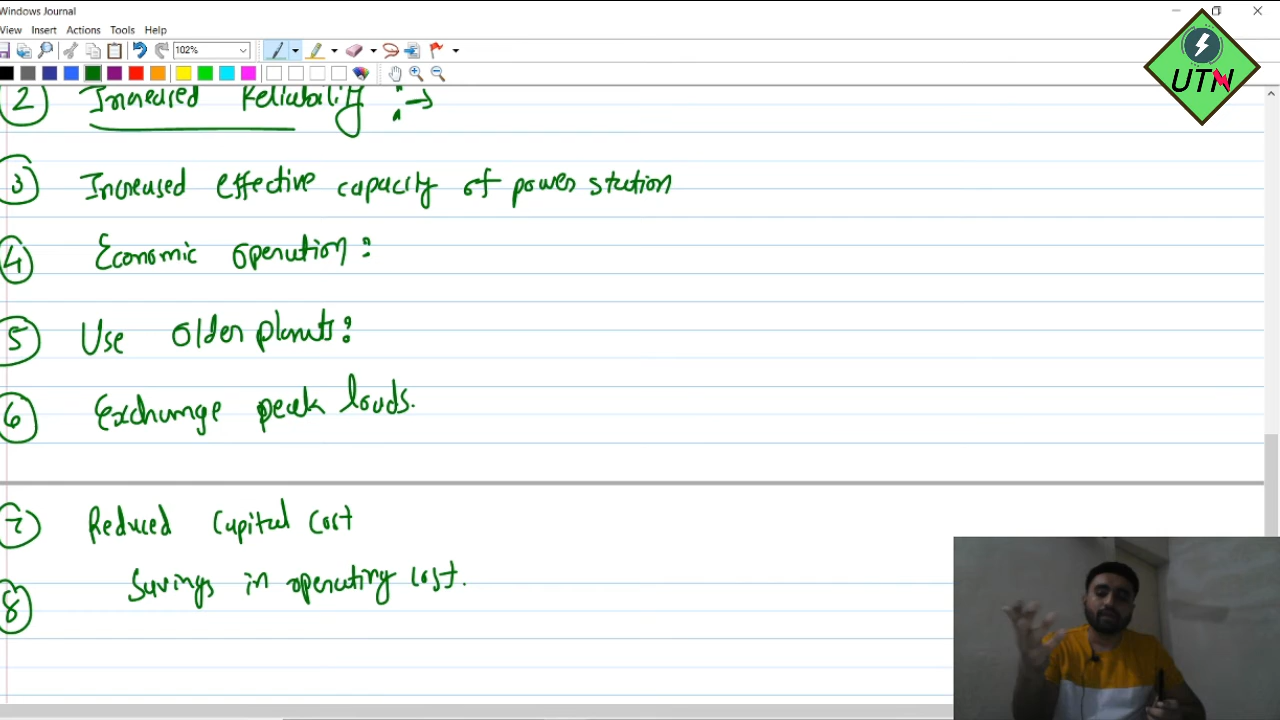 Windows Journal
View Insert Actions Tools Help
102%
UTN
2 Increased Reliability :→
3 Increased effective capacity of power station
4 Economic operation :
5 Use older plants :
6 Exchange peak loads.
7 Reduced Capital Cost
8 Savings in operating cost.